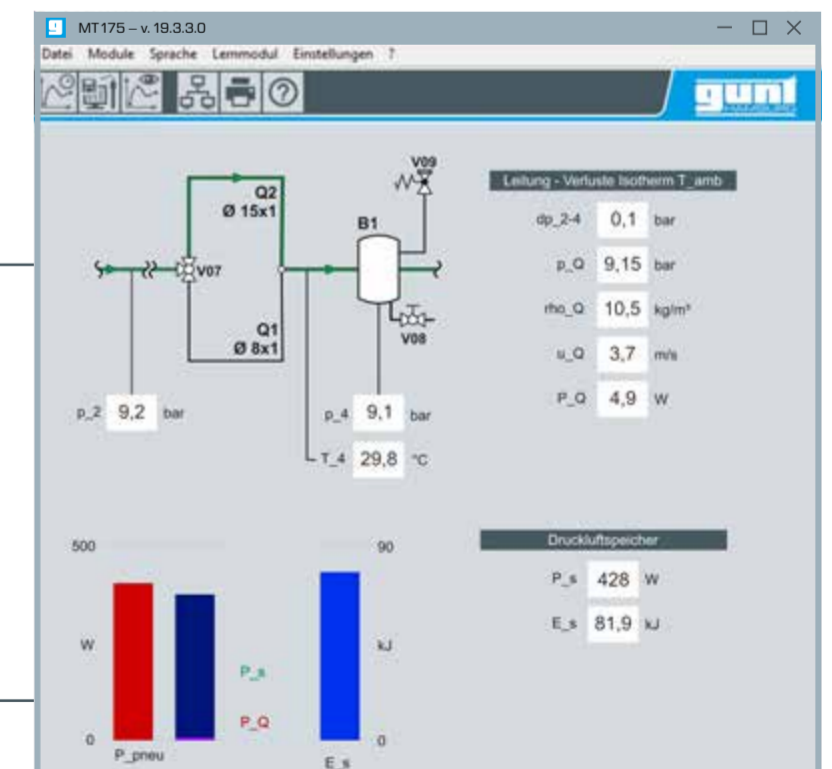 MT175 – v. 19.3.3.0
Datei Module Sprache Lernmodul Einstellungen ?
gunt
HAMBURG
V09
Q2
Ø 15x1
B1
V07
Q1
Ø 8x1
V08
p_2 9,2 bar
p_4 9,1 bar
T_4 29,8 °C
Leitung - Verluste Isotherm T_amb
dp_2-4 0,1 bar
p_Q 9,15 bar
rho_Q 10,5 kg/m³
u_Q 3,7 m/s
P_Q 4,9 W
500
W
0
P_pneu
P_s
P_Q
90
kJ
0
E_s
Druckluftspeicher
P_s 428 W
E_s 81,9 kJ